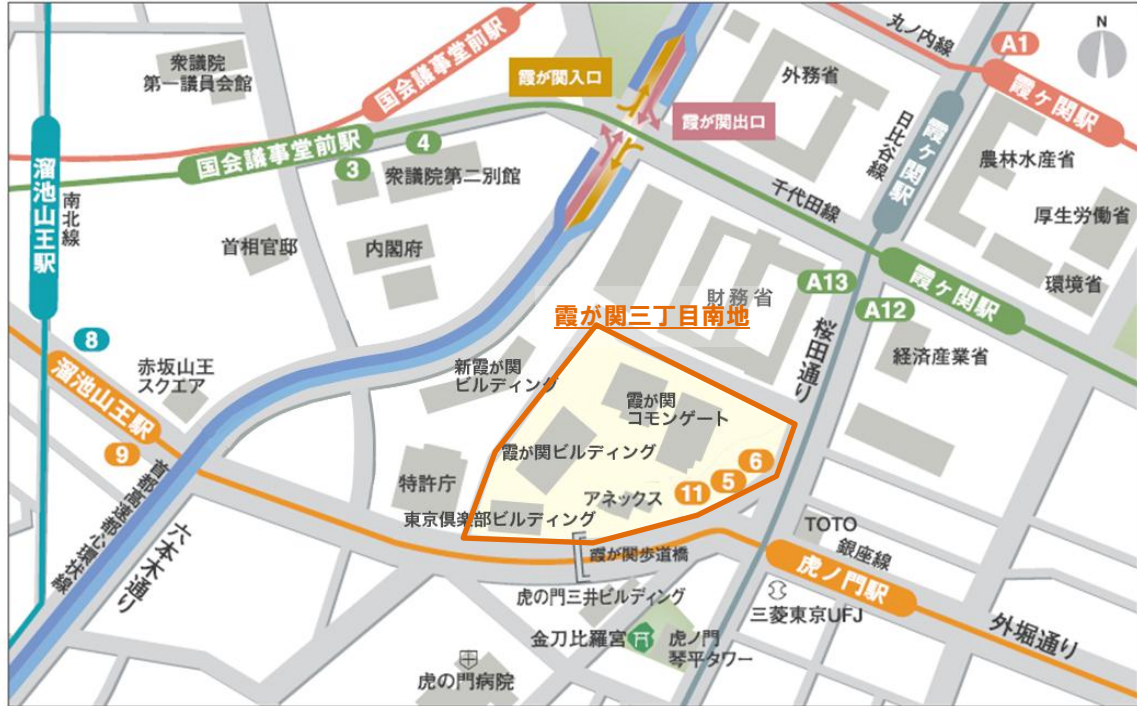 衆議院
第一議員会館
国会議事堂前駅
霞が関入口
霞が関出口
外務省
丸ノ内線
A1
霞ケ関駅
N
国会議事堂前駅
4
3
衆議院第二別館
日比谷線
霞ケ関駅
農林水産省
厚生労働省
環境省
千代田線
霞ケ関駅
溜池山王駅
南北線
首相官邸
内閣府
財務省
霞が関三丁目南地
A13
A12
桜田通り
経済産業省
8
溜池山王駅
9
赤坂山王
スクエア
新霞が関
ビルディング
霞が関
コモンゲート
霞が関ビルディング
特許庁
アネックス
11
5
6
東京倶楽部ビルディング
首都高速都心環状線
六本木通り
霞が関歩道橋
TOTO
銀座線
虎ノ門駅
外堀通り
虎の門三井ビルディング
三菱東京UFJ
金刀比羅宮
虎ノ門
琴平タワー
虎の門病院